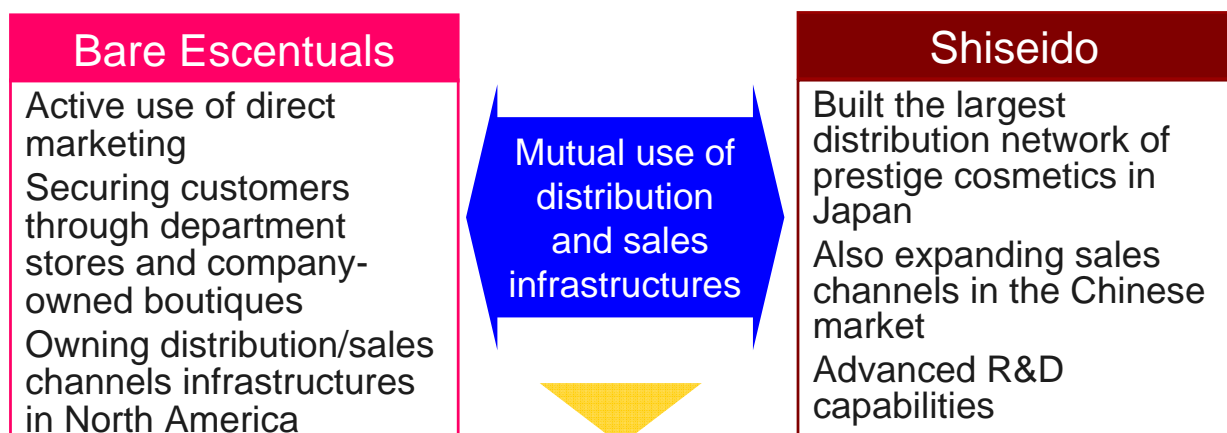 Bare Escentuals
Active use of direct
marketing
Securing customers
through department
stores and company-
owned boutiques
Owning distribution/sales
channels infrastructures
in North America
Mutual use of
distribution
and sales
infrastructures
Shiseido
Built the largest
distribution network of
prestige cosmetics in
Japan
Also expanding sales
channels in the Chinese
market
Advanced R&D
capabilities